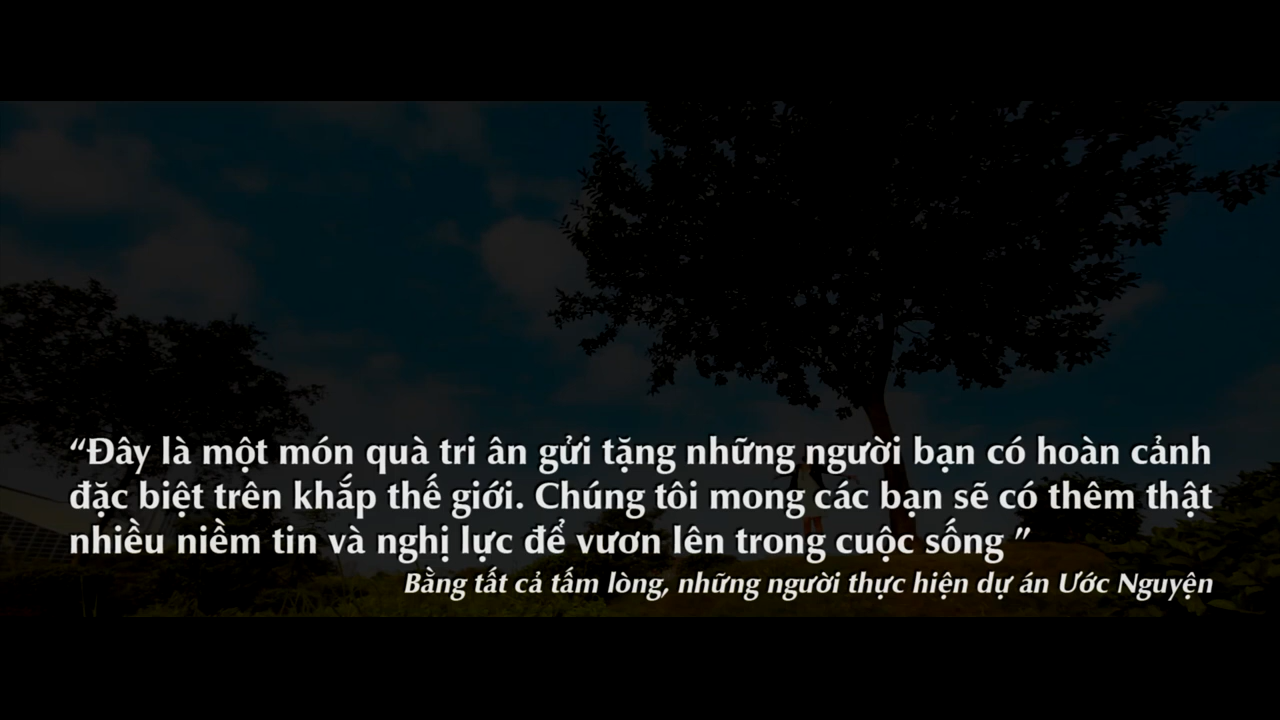 “Đây là một món quà tri ân gửi tặng những người bạn có hoàn cảnh
đặc biệt trên khắp thế giới. Chúng tôi mong các bạn sẽ có thêm thật
nhiều niềm tin và nghị lực để vươn lên trong cuộc sống ”
Bằng tất cả tấm lòng, những người thực hiện dự án Ước Nguyện